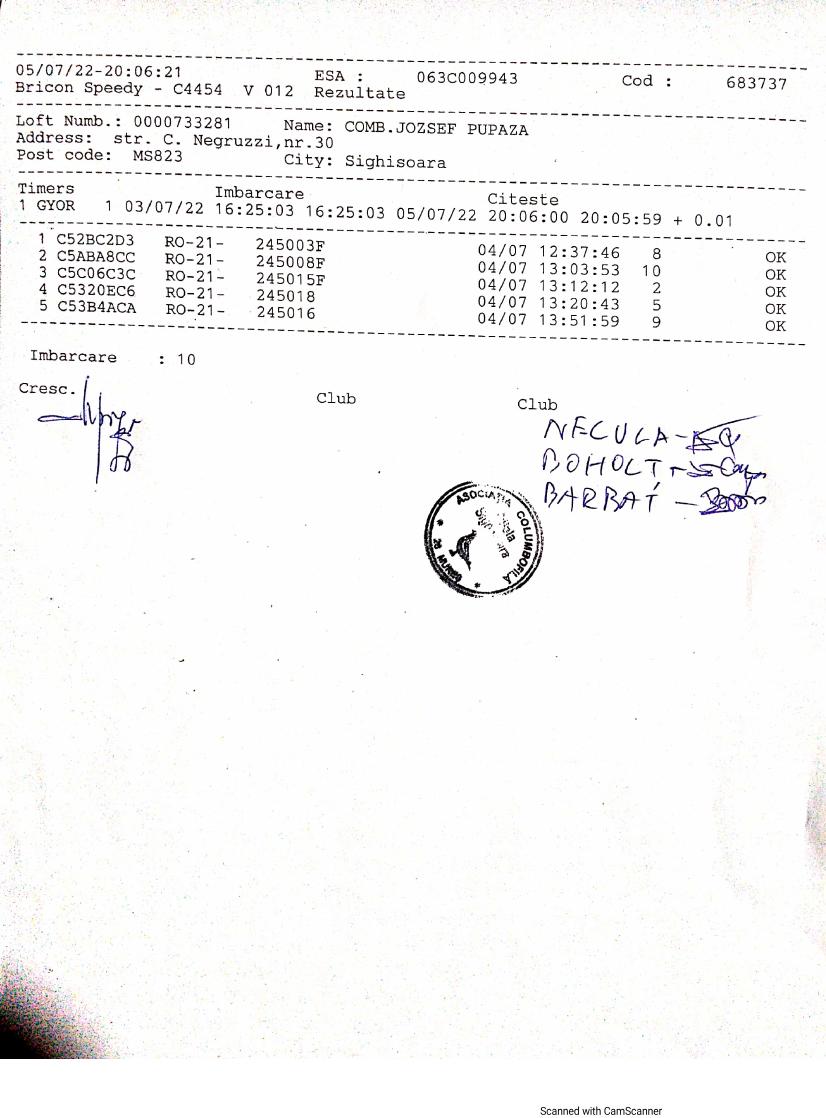 05/07/22-20:06:21 ESA : 063C009943 Cod : 683737
Bricon Speedy - C4454 V 012 Rezultate
Loft Numb.: 0000733281 Name: COMB.JOZSEF PUPAZA
Address: str. C. Negruzzi,nr.30
Post code: MS823 City: Sighisoara
Timers Imbarcare Citeste
1 GYOR 1 03/07/22 16:25:03 16:25:03 05/07/22 20:06:00 20:05:59 + 0.01
1 C52BC2D3 RO-21- 245003F 04/07 12:37:46 8 OK
2 C5ABA8CC RO-21- 245008F 04/07 13:03:53 10 OK
3 C5C06C3C RO-21- 245015F 04/07 13:12:12 2 OK
4 C5320EC6 RO-21- 245018 04/07 13:20:43 5 OK
5 C53B4ACA RO-21- 245016 04/07 13:51:59 9 OK
Imbarcare : 10
Cresc. Club Club
NECULA -
BOHOLT -
BARBAT -
ASOCIAȚIA COLUMBOFILĂ
Scanned with CamScanner